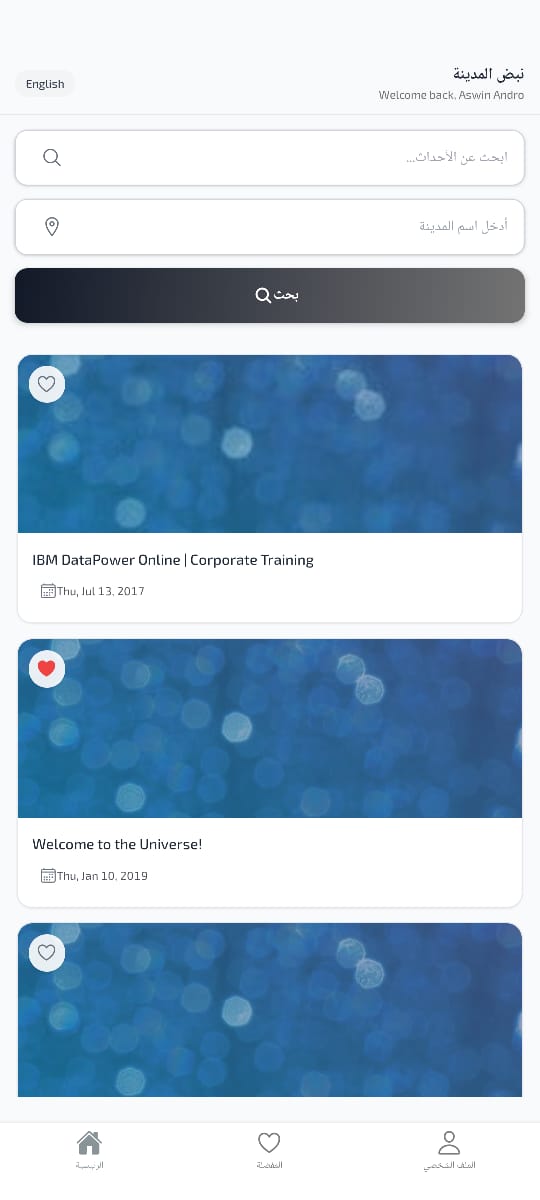 نبض المدينة
Welcome back, Aswin Andro
English
ابحث عن الأحداث...
أدخل اسم المدينة
بحث
IBM DataPower Online | Corporate Training
Thu, Jul 13, 2017
Welcome to the Universe!
Thu, Jan 10, 2019
الملف الشخصي
المفضلة
الرئيسية